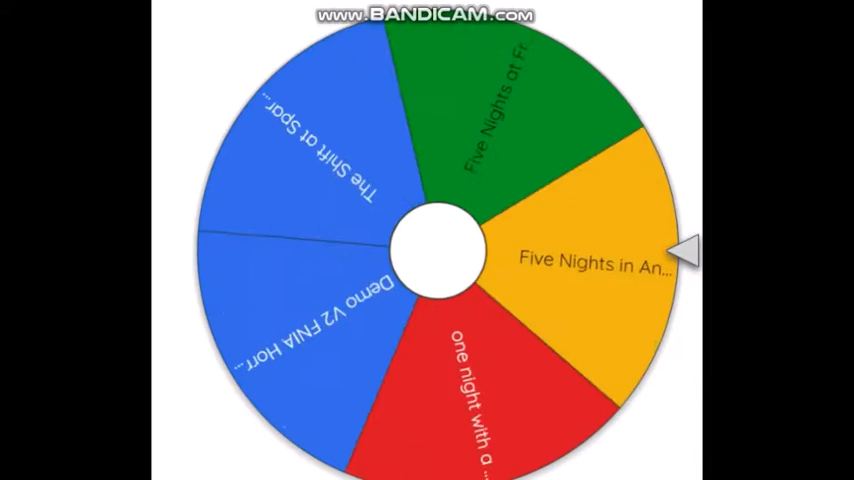 www.BANDICAM.com
Five Nights at Fr
The Shift at Spar...
Five Nights in An...
Demo V2 FNIA Horr...
one night with a ...